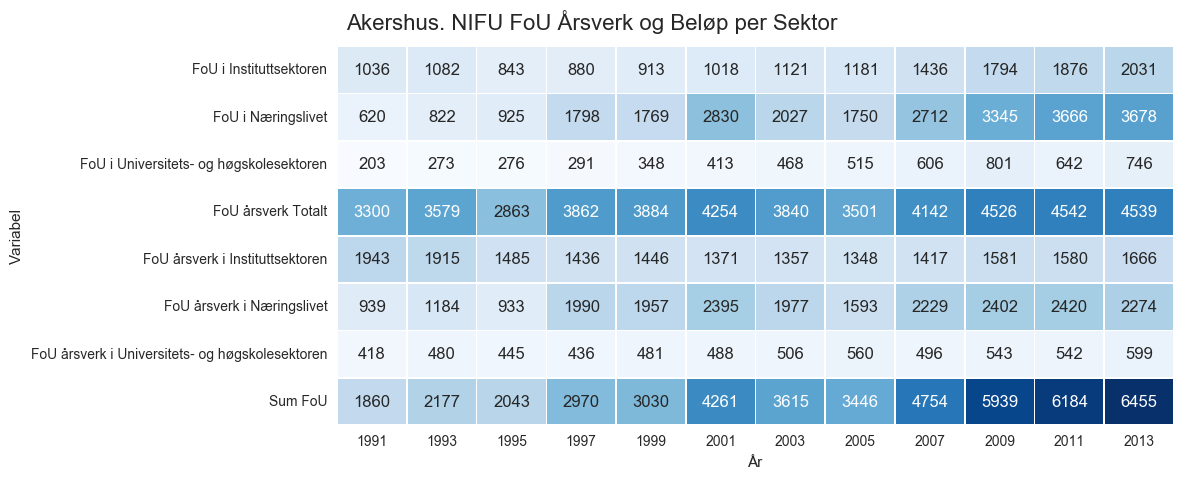 Akershus. NIFU FoU Årsverk og Beløp per Sektor
Variabel
FoU i Instituttsektoren 1036 1082 843 880 913 1018 1121 1181 1436 1794 1876 2031
FoU i Næringslivet 620 822 925 1798 1769 2830 2027 1750 2712 3345 3666 3678
FoU i Universitets- og høgskolesektoren 203 273 276 291 348 413 468 515 606 801 642 746
FoU årsverk Totalt 3300 3579 2863 3862 3884 4254 3840 3501 4142 4526 4542 4539
FoU årsverk i Instituttsektoren 1943 1915 1485 1436 1446 1371 1357 1348 1417 1581 1580 1666
FoU årsverk i Næringslivet 939 1184 933 1990 1957 2395 1977 1593 2229 2402 2420 2274
FoU årsverk i Universitets- og høgskolesektoren 418 480 445 436 481 488 506 560 496 543 542 599
Sum FoU 1860 2177 2043 2970 3030 4261 3615 3446 4754 5939 6184 6455
1991 1993 1995 1997 1999 2001 2003 2005 2007 2009 2011 2013
År